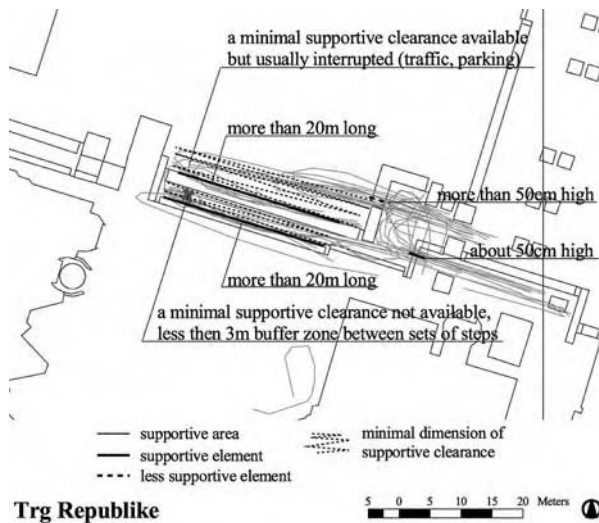 a minimal supportive clearance available
but usually interrupted (traffic, parking)
more than 20m long
more than 50cm high
about 50cm high
more than 20m long
a minimal supportive clearance not available,
less then 3m buffer zone between sets of steps
supportive area
supportive element
less supportive element
minimal dimension of
supportive clearance
Trg Republike
5 0 5 10 15 20 Meters